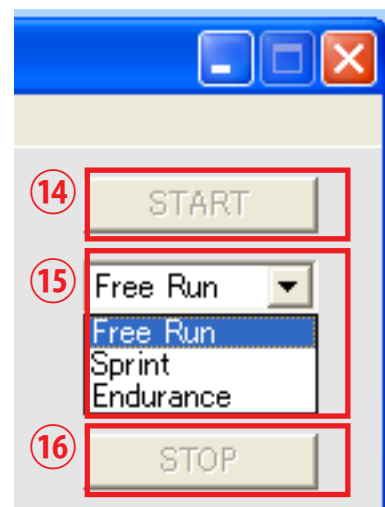 ⑭ START
⑮ Free Run
Free Run
Sprint
Endurance
⑯ STOP